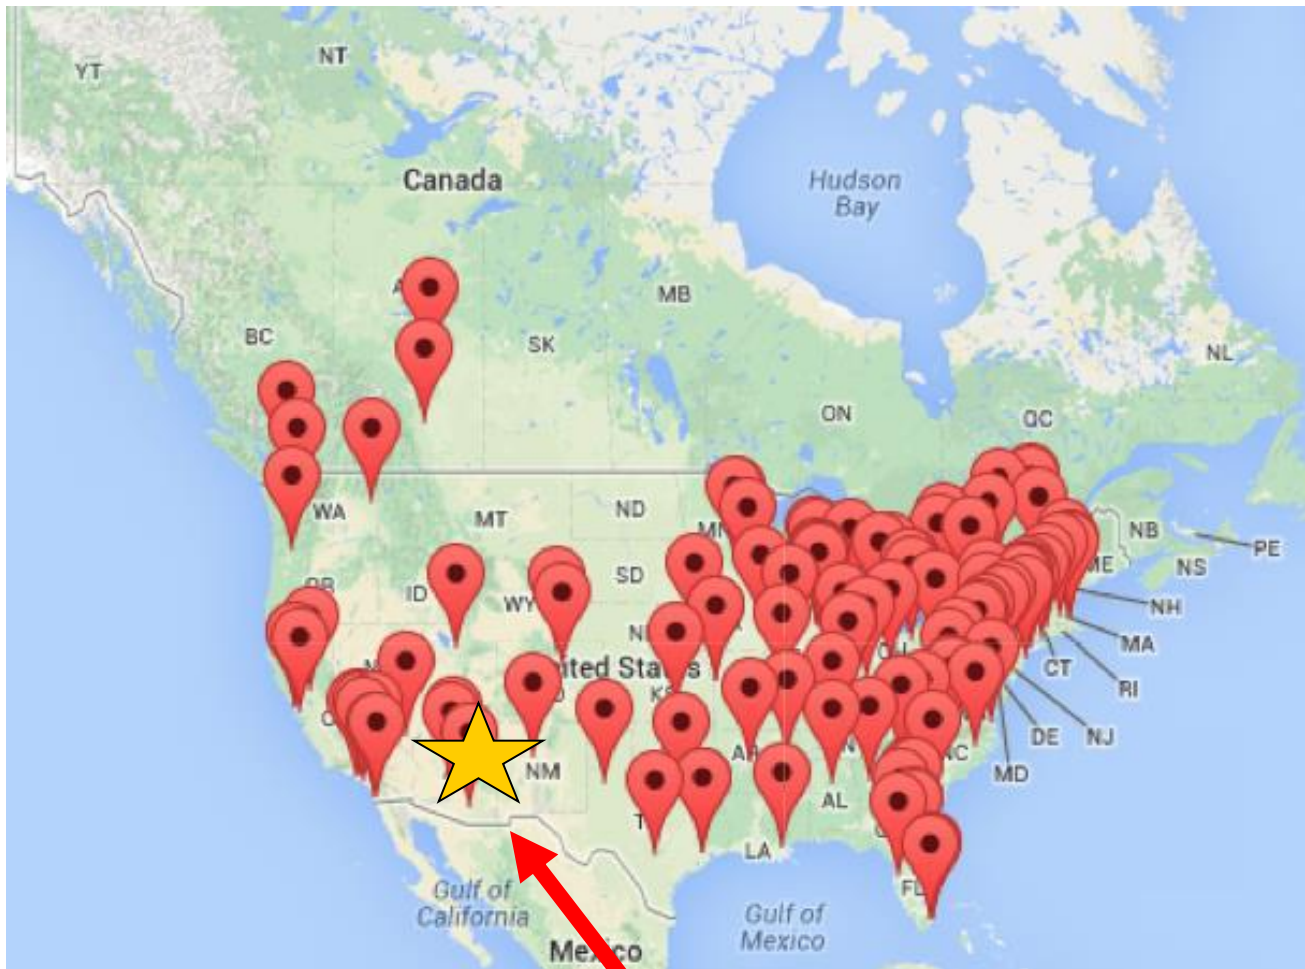 YT
NT
Canada
Hudson
Bay
MB
BC
SK
NL
ON
QC
WA
MT
ND
NB
PE
NS
ME
SD
ID
WY
NH
MA
CT
RI
DE
NJ
MD
NM
NC
AL
LA
FL
Gulf of
California
Gulf of
Mexico
Mexico